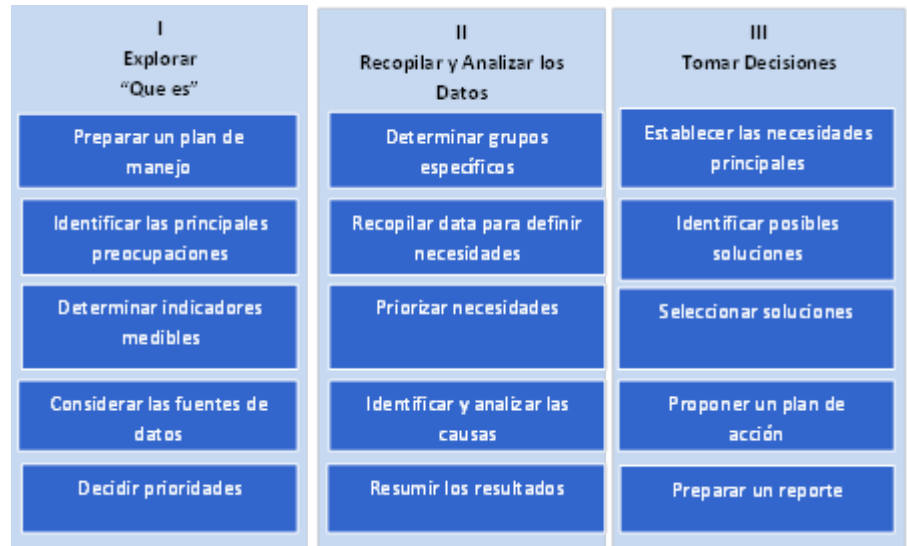 I
Explorar
“Que es”
Preparar un plan de
manejo
Identificar las principales
preocupaciones
Determinar indicadores
medibles
Considerar las fuentes de
datos
Decidir prioridades
II
Recopilar y Analizar los
Datos
Determinar grupos
específicos
Recopilar data para definir
necesidades
Priorizar necesidades
Identificar y analizar las
causas
Resumir los resultados
III
Tomar Decisiones
Establecer las necesidades
principales
Identificar posibles
soluciones
Seleccionar soluciones
Proponer un plan de
acción
Preparar un reporte